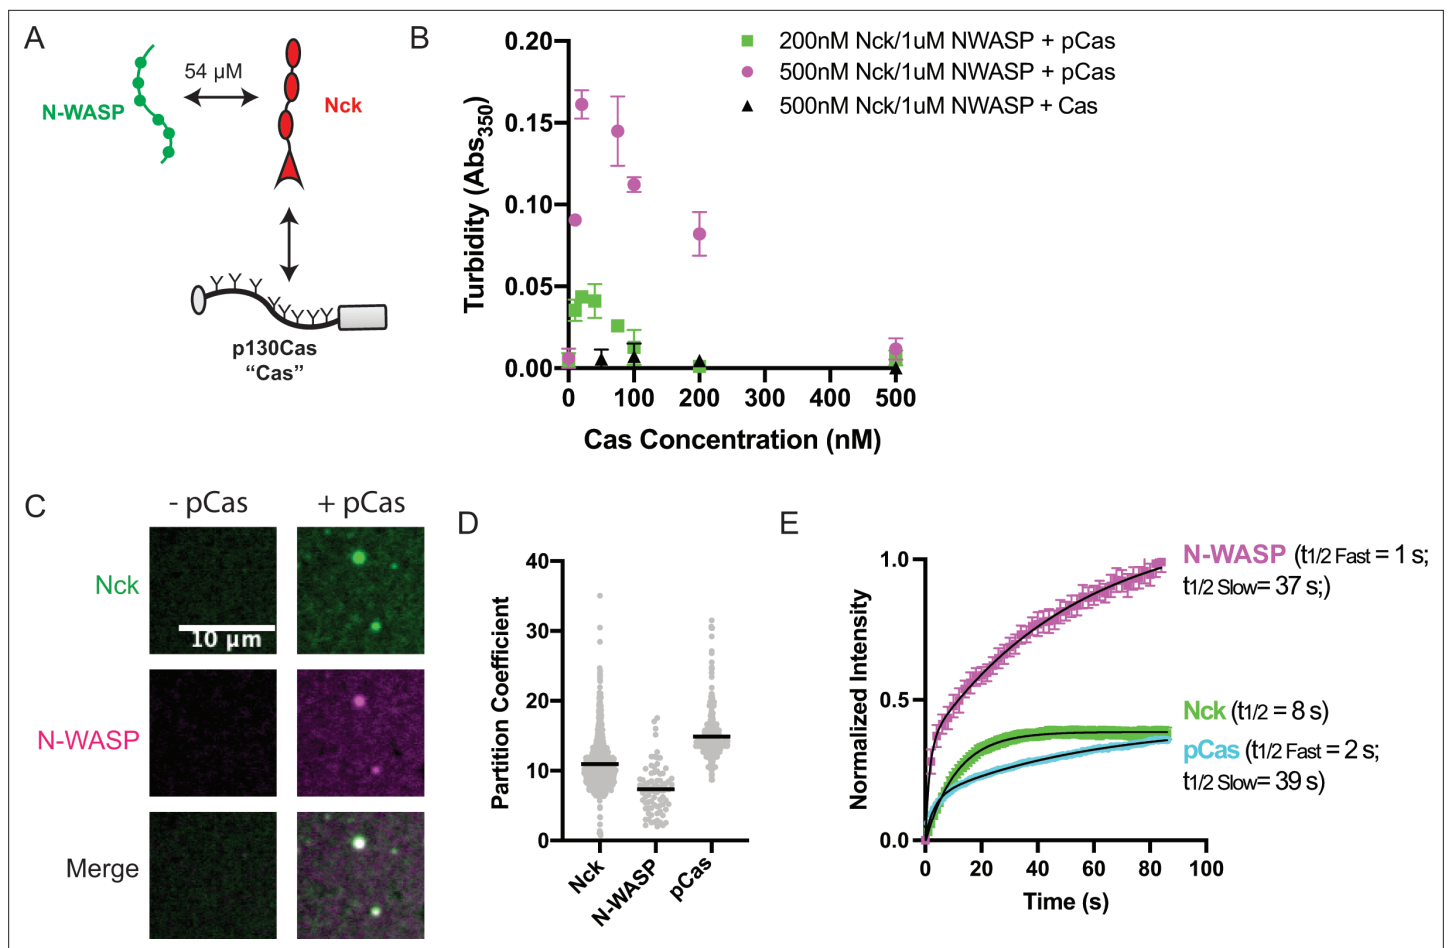 A
N-WASP
54 μM
Nck
p130Cas
“Cas”
B
200nM Nck/1uM NWASP + pCas
500nM Nck/1uM NWASP + pCas
500nM Nck/1uM NWASP + Cas
Turbidity (Abs350)
0.20
0.15
0.10
0.05
0.00
0 100 200 300 400 500
Cas Concentration (nM)
C
- pCas + pCas
Nck
10 μm
N-WASP
Merge
D
Partition Coefficient
40
30
20
10
0
Nck N-WASP pCas
E
Normalized Intensity
1.0
0.5
0.0
0 20 40 60 80 100
Time (s)
N-WASP (t1/2 Fast = 1 s;
t1/2 Slow= 37 s;)
Nck (t1/2 = 8 s)
pCas (t1/2 Fast = 2 s;
t1/2 Slow= 39 s)